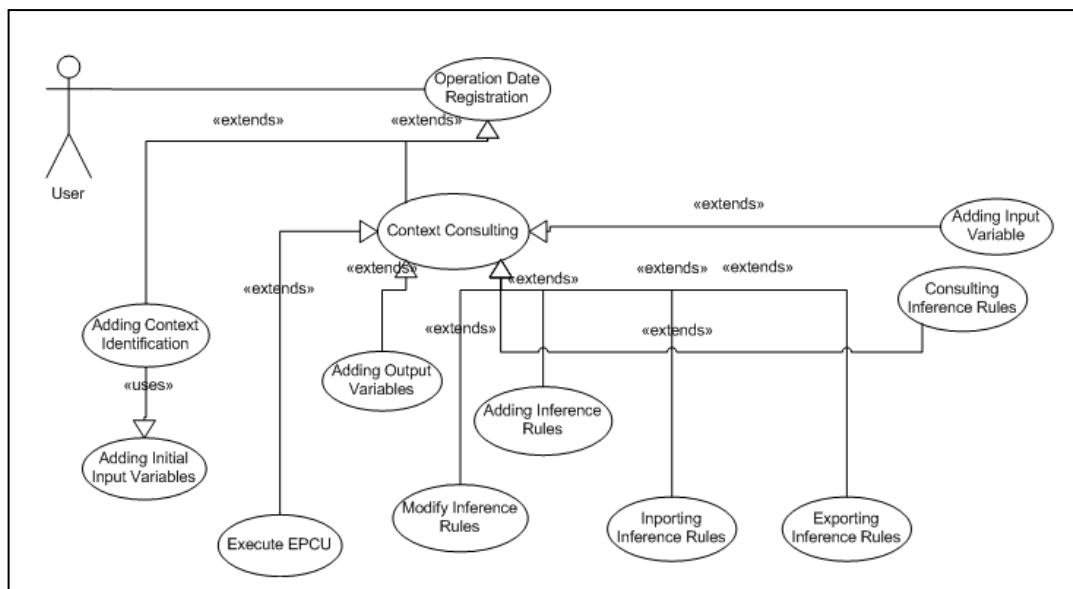 Operation Date
Registration
«extends»
«extends»
User
Context Consulting
«extends»
Adding Input
Variable
«extends»
«extends»
«extends»
«extends»
«extends»
Consulting
Inference Rules
Adding Context
Identification
«extends»
«extends»
Adding Output
Variables
«uses»
Adding Inference
Rules
Adding Initial
Input Variables
Modify Inference
Rules
Inporting
Inference Rules
Exporting
Inference Rules
Execute EPCU